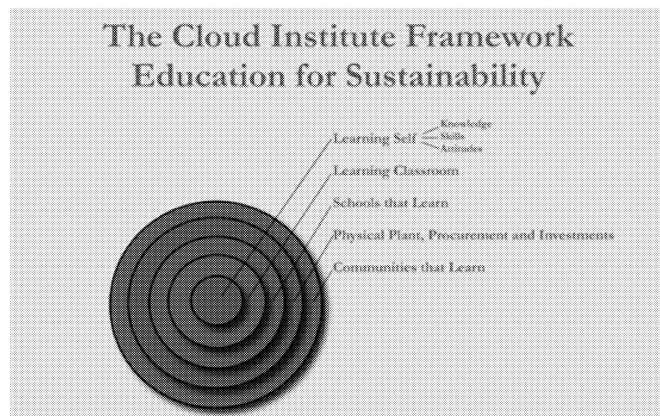 The Cloud Institute Framework
Education for Sustainability
Knowledge
Learning Self
Skills
Attitudes
Learning Classroom
Schools that Learn
Physical Plant, Procurement and Investments
Communities that Learn